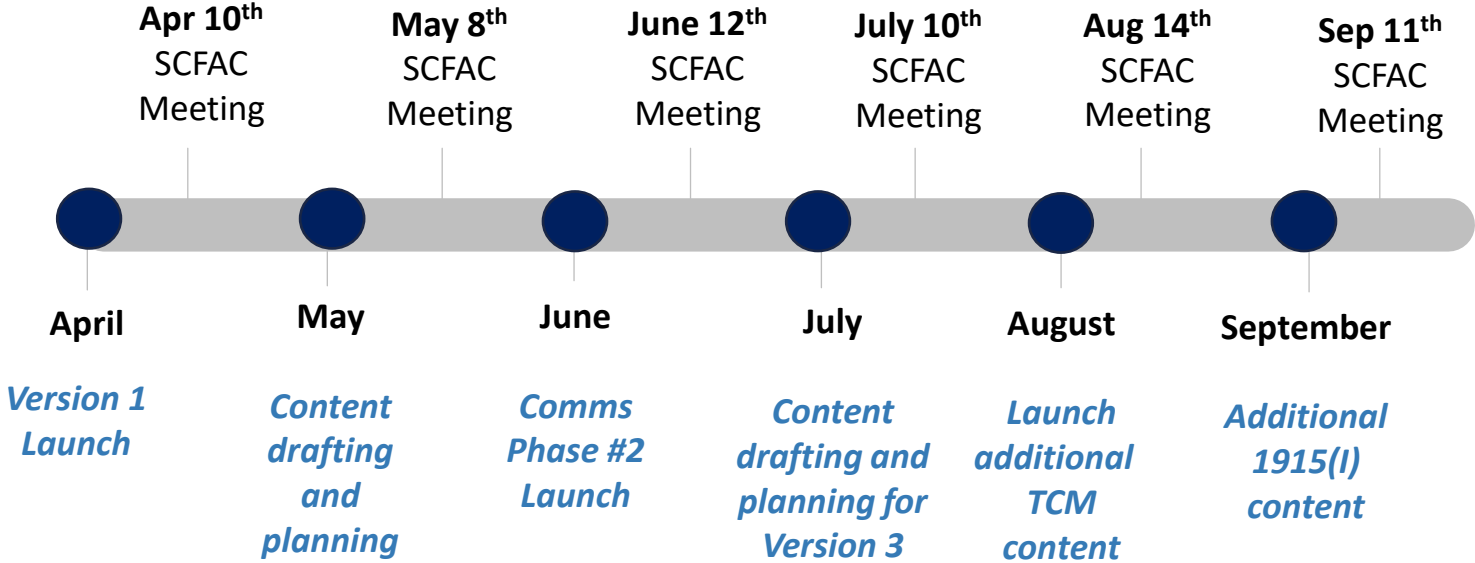 Apr 10th
SCFAC
Meeting
May 8th
SCFAC
Meeting
June 12th
SCFAC
Meeting
July 10th
SCFAC
Meeting
Aug 14th
SCFAC
Meeting
Sep 11th
SCFAC
Meeting
April
Version 1
Launch
May
Content
drafting
and
planning
June
Comms
Phase #2
Launch
July
Content
drafting and
planning for
Version 3
August
Launch
additional
TCM
content
September
Additional
1915(I)
content